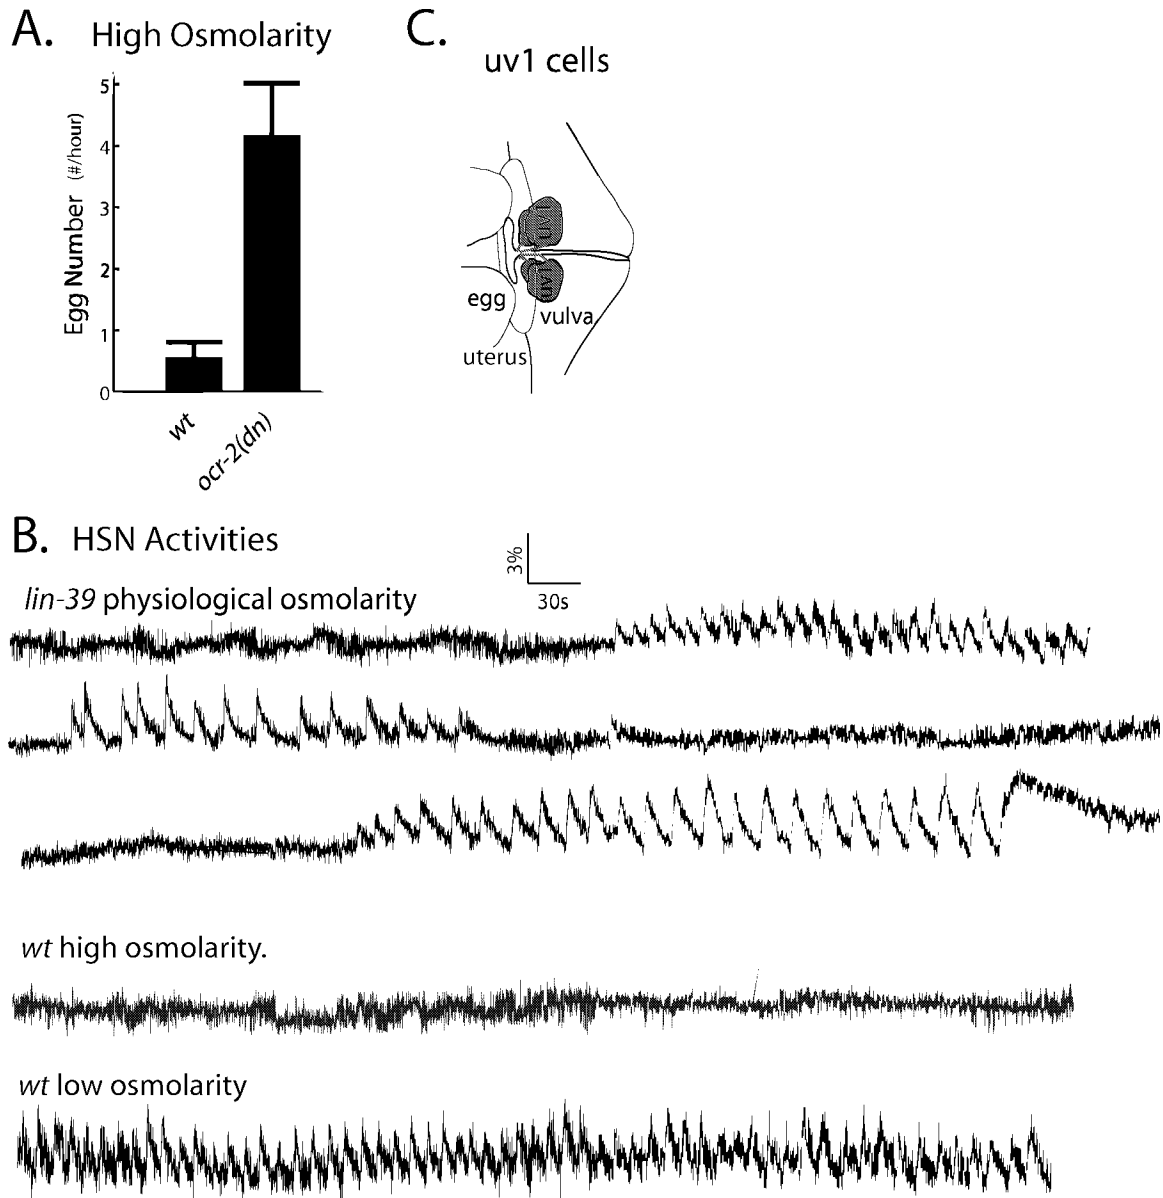 A.
High Osmolarity
Egg Number (#/hour)
5
4
3
2
1
0
wt
ocr-2(dn)
C.
uv1 cells
uv1
uv1
egg
vulva
uterus
B. HSN Activities
3%
30s
lin-39 physiological osmolarity
wt high osmolarity.
wt low osmolarity